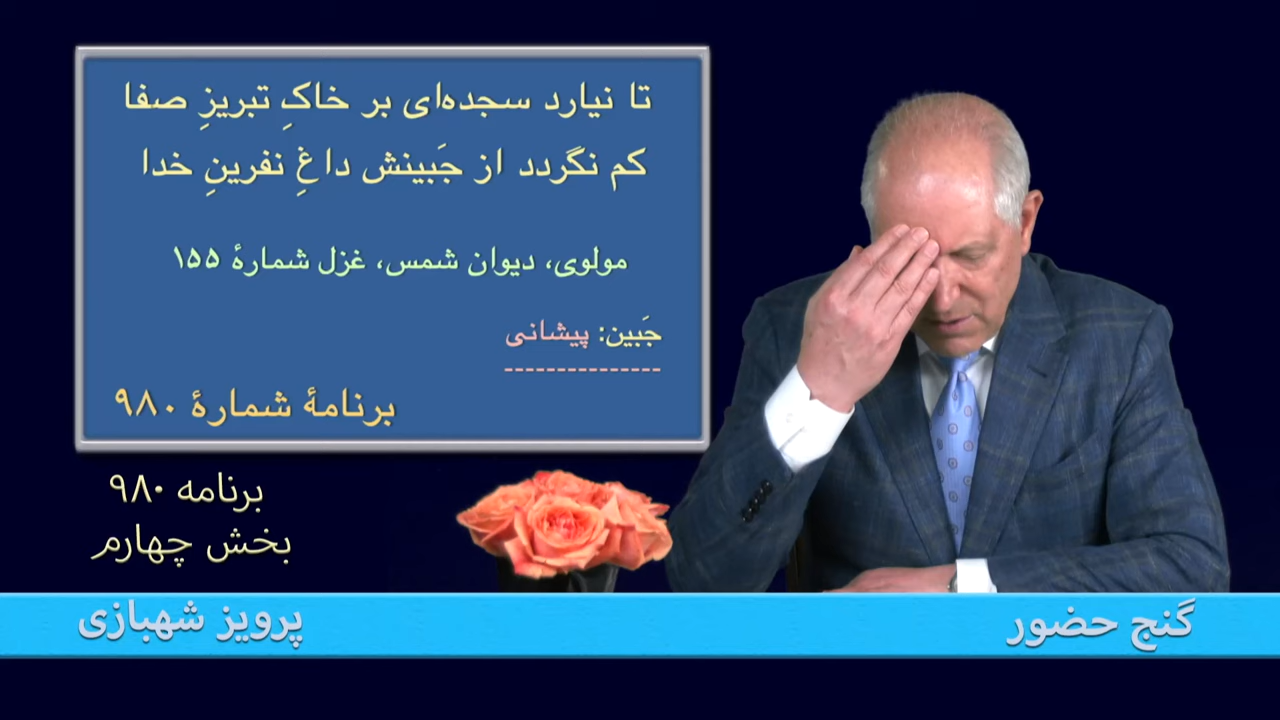 تا نیارد سجده‌ای بر خاکِ تبریزِ صفا
کم نگردد از جَبینش داغِ نفرینِ خدا
مولوی، دیوان شمس، غزل شمارهٔ ۱۵۵
جَبین: پیشانی
---------------
برنامهٔ شمارهٔ ۹۸۰
برنامه ۹۸۰
بخش چهارم
گنج حضور
پرویز شهبازی